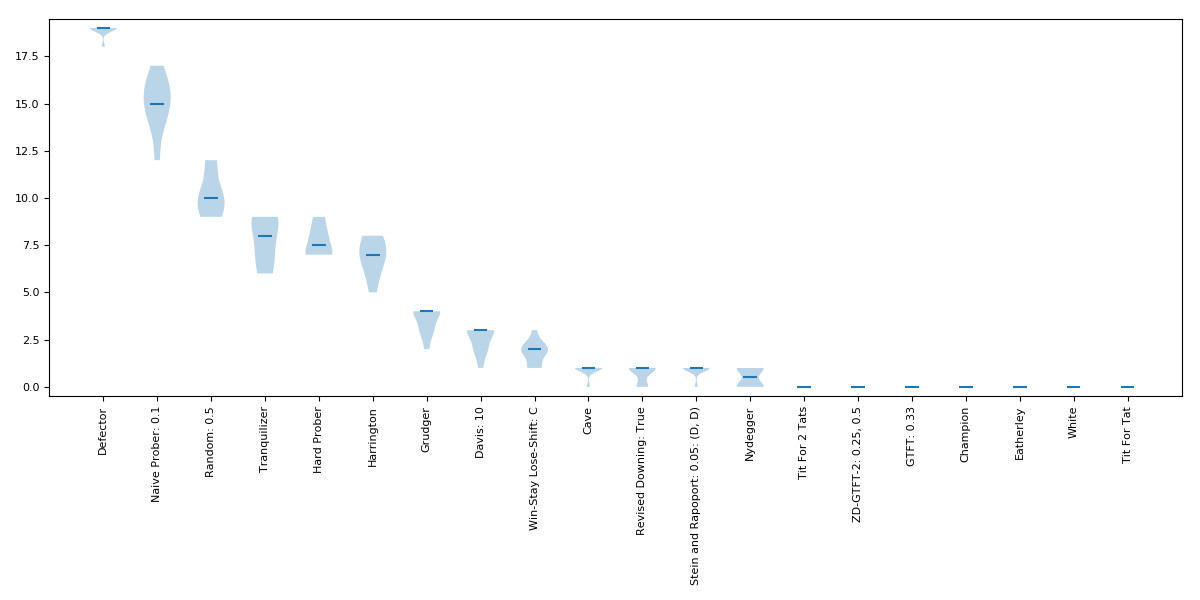 17.5
15.0
12.5
10.0
7.5
5.0
2.5
0.0
Defector
Naive Prober: 0.1
Random: 0.5
Tranquilizer
Hard Prober
Harrington
Grudger
Davis: 10
Win-Stay Lose-Shift: C
Cave
Revised Downing: True
Stein and Rapoport: 0.05: (D, D)
Nydegger
Tit For 2 Tats
ZD-GTFT-2: 0.25, 0.5
GTFT: 0.33
Champion
Eatherley
White
Tit For Tat